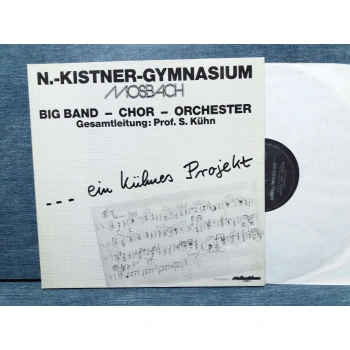 N.-KISTNER-GYMNASIUM
MOSBACH
BIG BAND – CHOR – ORCHESTER
Gesamtleitung: Prof. S. Kühn
... ein kühnes Projekt